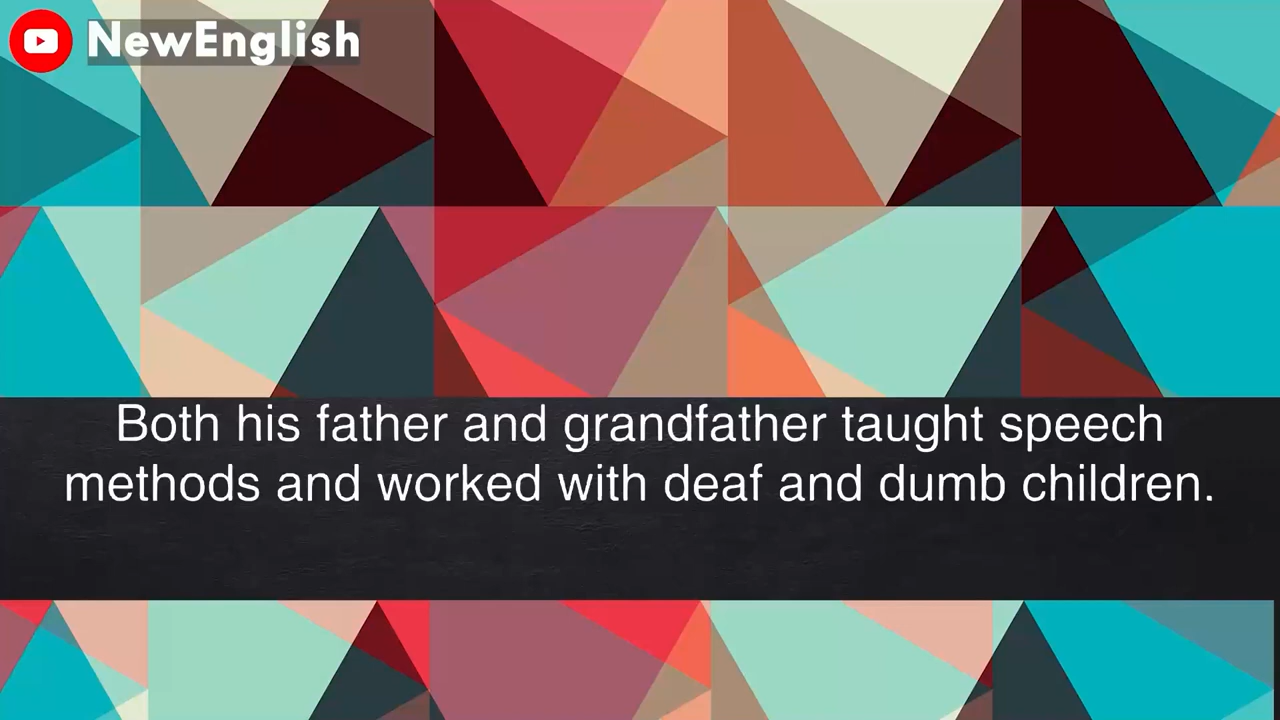 NewEnglish
Both his father and grandfather taught speech
methods and worked with deaf and dumb children.